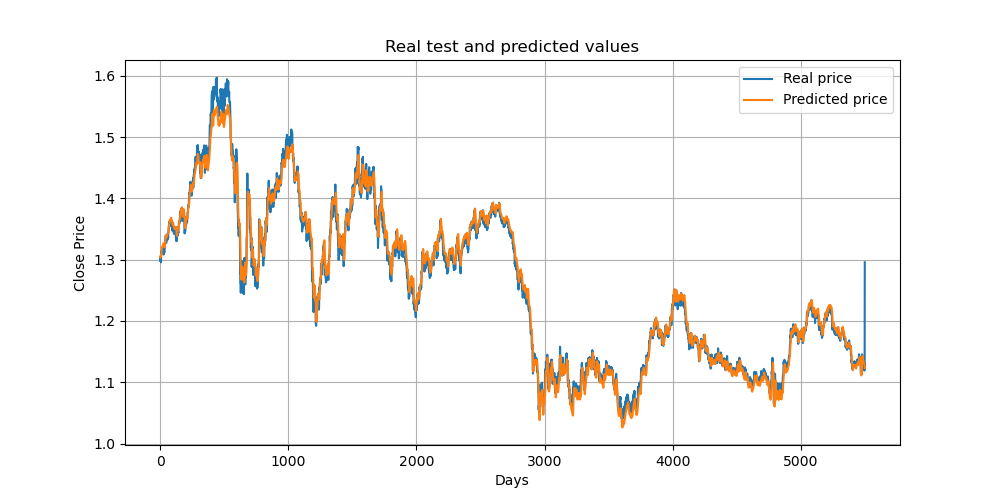 Real test and predicted values
Real price
Predicted price
Close Price
1.6
1.5
1.4
1.3
1.2
1.1
1.0
0 1000 2000 3000 4000 5000
Days